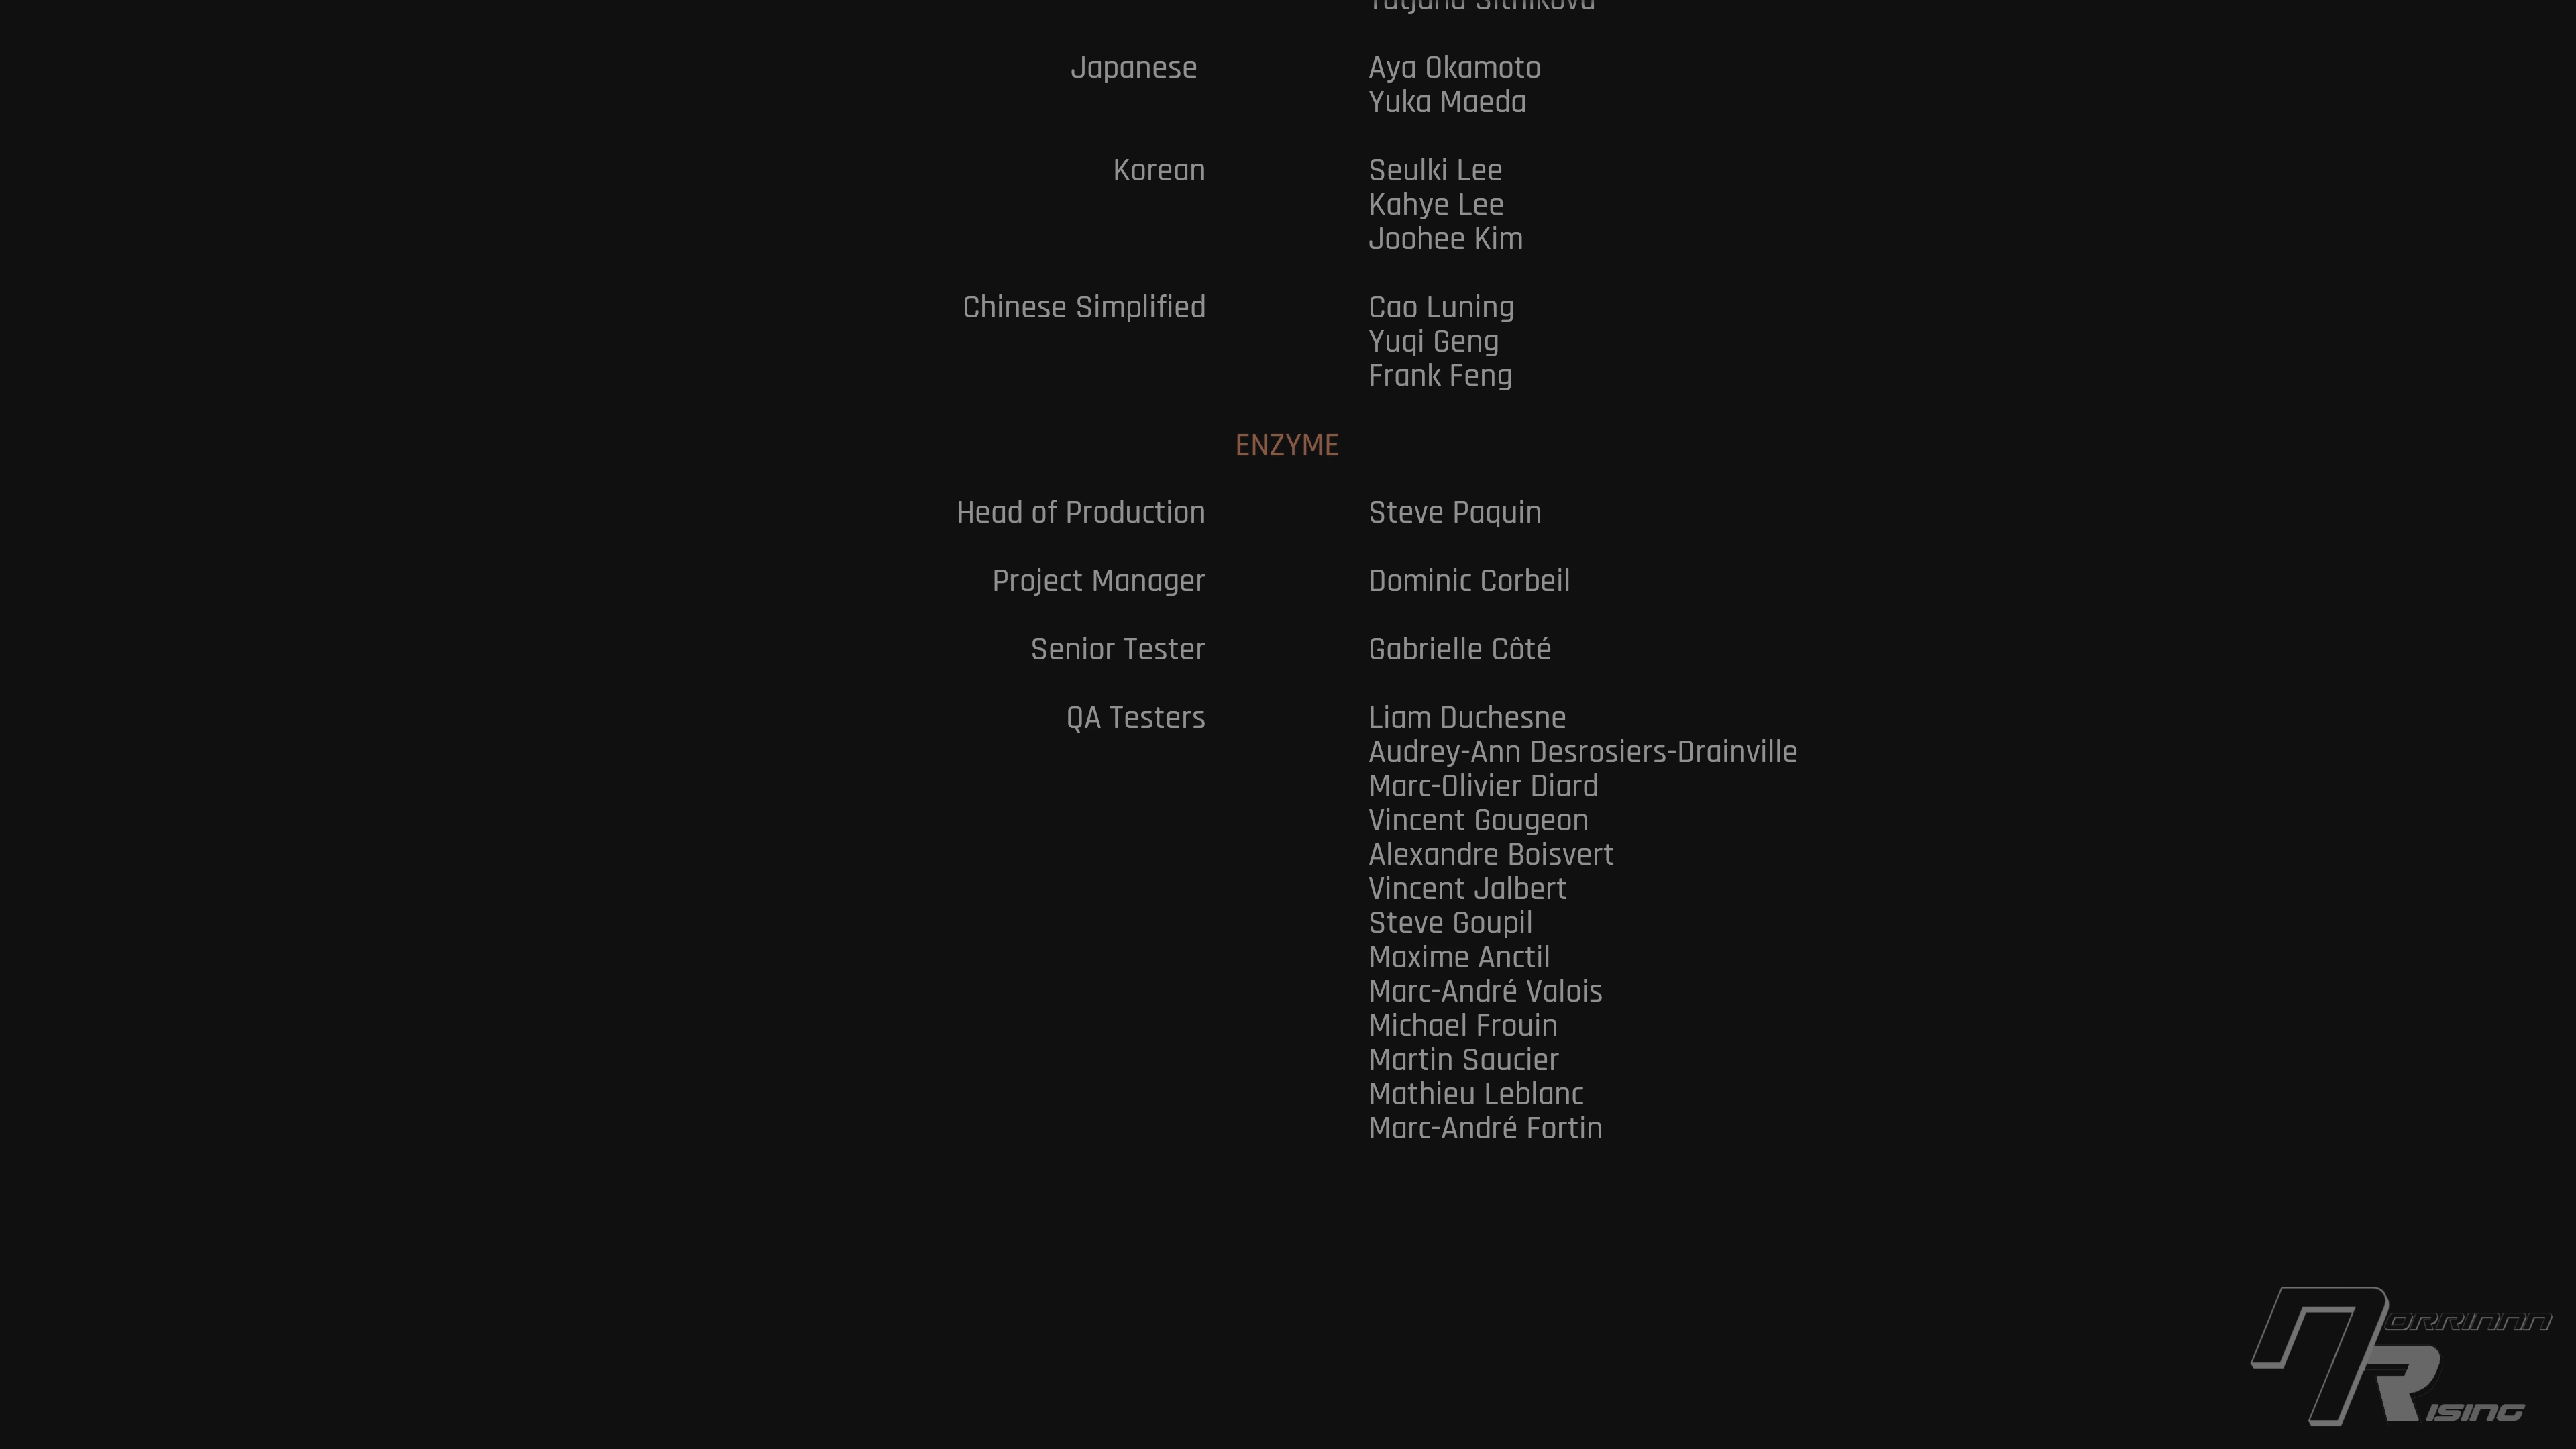 Tatjana Sitnikova
Japanese Aya Okamoto
Yuka Maeda
Korean Seulki Lee
Kahye Lee
Joohee Kim
Chinese Simplified Cao Luning
Yuqi Geng
Frank Feng
ENZYME
Head of Production Steve Paquin
Project Manager Dominic Corbeil
Senior Tester Gabrielle Côté
QA Testers Liam Duchesne
Audrey-Ann Desrosiers-Drainville
Marc-Olivier Diard
Vincent Gougeon
Alexandre Boisvert
Vincent Jalbert
Steve Goupil
Maxime Anctil
Marc-André Valois
Michael Frouin
Martin Saucier
Mathieu Leblanc
Marc-André Fortin
NORRINNN
RISING